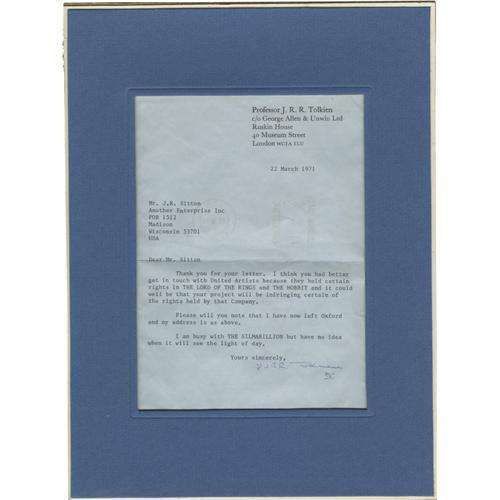 Professor J. R. R. Tolkien
c/o George Allen & Unwin Ltd
Ruskin House
40 Museum Street
London WC1A 1LU
22 March 1971
Mr. J.R. Sitton
Another Enterprise Inc
POB 1512
Madison
Wisconsin 53701
USA
Dear Mr. Sitton
Thank you for your letter. I think you had better
get in touch with United Artists because they hold certain
rights in THE LORD OF THE RINGS and THE HOBBIT and it could
well be that your project will be infringing certain of
the rights held by that Company.
Please will you note that I have now left Oxford
and my address is as above.
I am busy with THE SILMARILLION but have no idea
when it will see the light of day.
Yours sincerely,
J.R.R. Tolkien